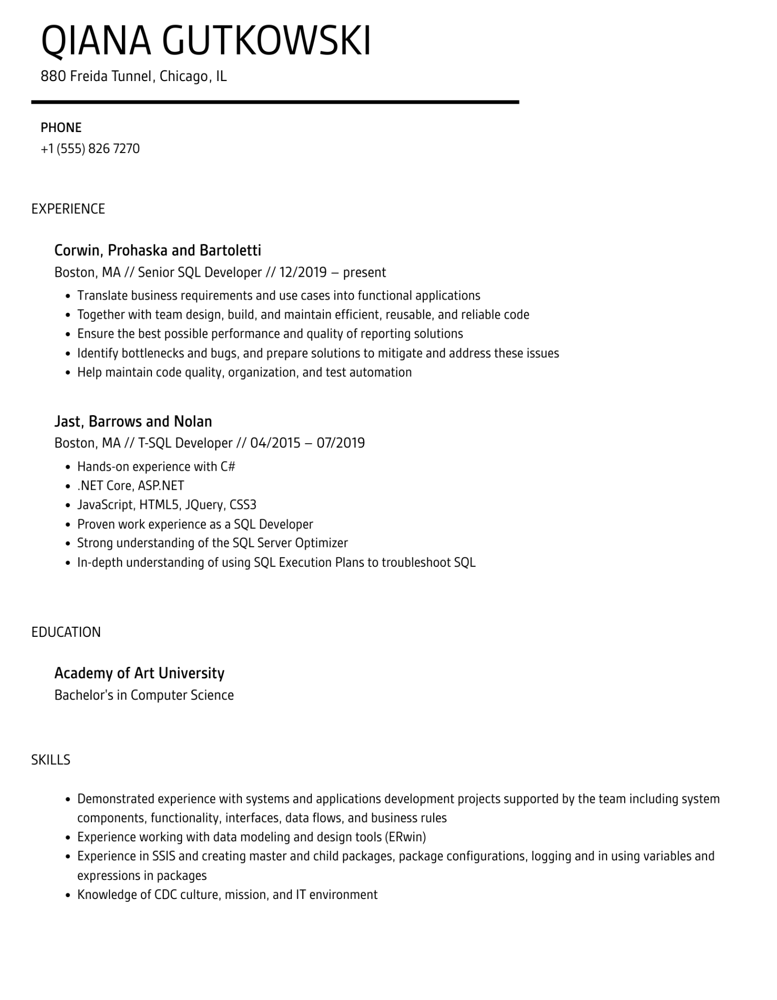 QIANA GUTKOWSKI
880 Freida Tunnel, Chicago, IL
PHONE
+1 (555) 826 7270
EXPERIENCE
Corwin, Prohaska and Bartoletti
Boston, MA // Senior SQL Developer // 12/2019 – present
• Translate business requirements and use cases into functional applications
• Together with team design, build, and maintain efficient, reusable, and reliable code
• Ensure the best possible performance and quality of reporting solutions
• Identify bottlenecks and bugs, and prepare solutions to mitigate and address these issues
• Help maintain code quality, organization, and test automation
Jast, Barrows and Nolan
Boston, MA // T-SQL Developer // 04/2015 – 07/2019
• Hands-on experience with C#
• .NET Core, ASP.NET
• JavaScript, HTML5, JQuery, CSS3
• Proven work experience as a SQL Developer
• Strong understanding of the SQL Server Optimizer
• In-depth understanding of using SQL Execution Plans to troubleshoot SQL
EDUCATION
Academy of Art University
Bachelor's in Computer Science
SKILLS
• Demonstrated experience with systems and applications development projects supported by the team including system
components, functionality, interfaces, data flows, and business rules
• Experience working with data modeling and design tools (ERwin)
• Experience in SSIS and creating master and child packages, package configurations, logging and in using variables and
expressions in packages
• Knowledge of CDC culture, mission, and IT environment